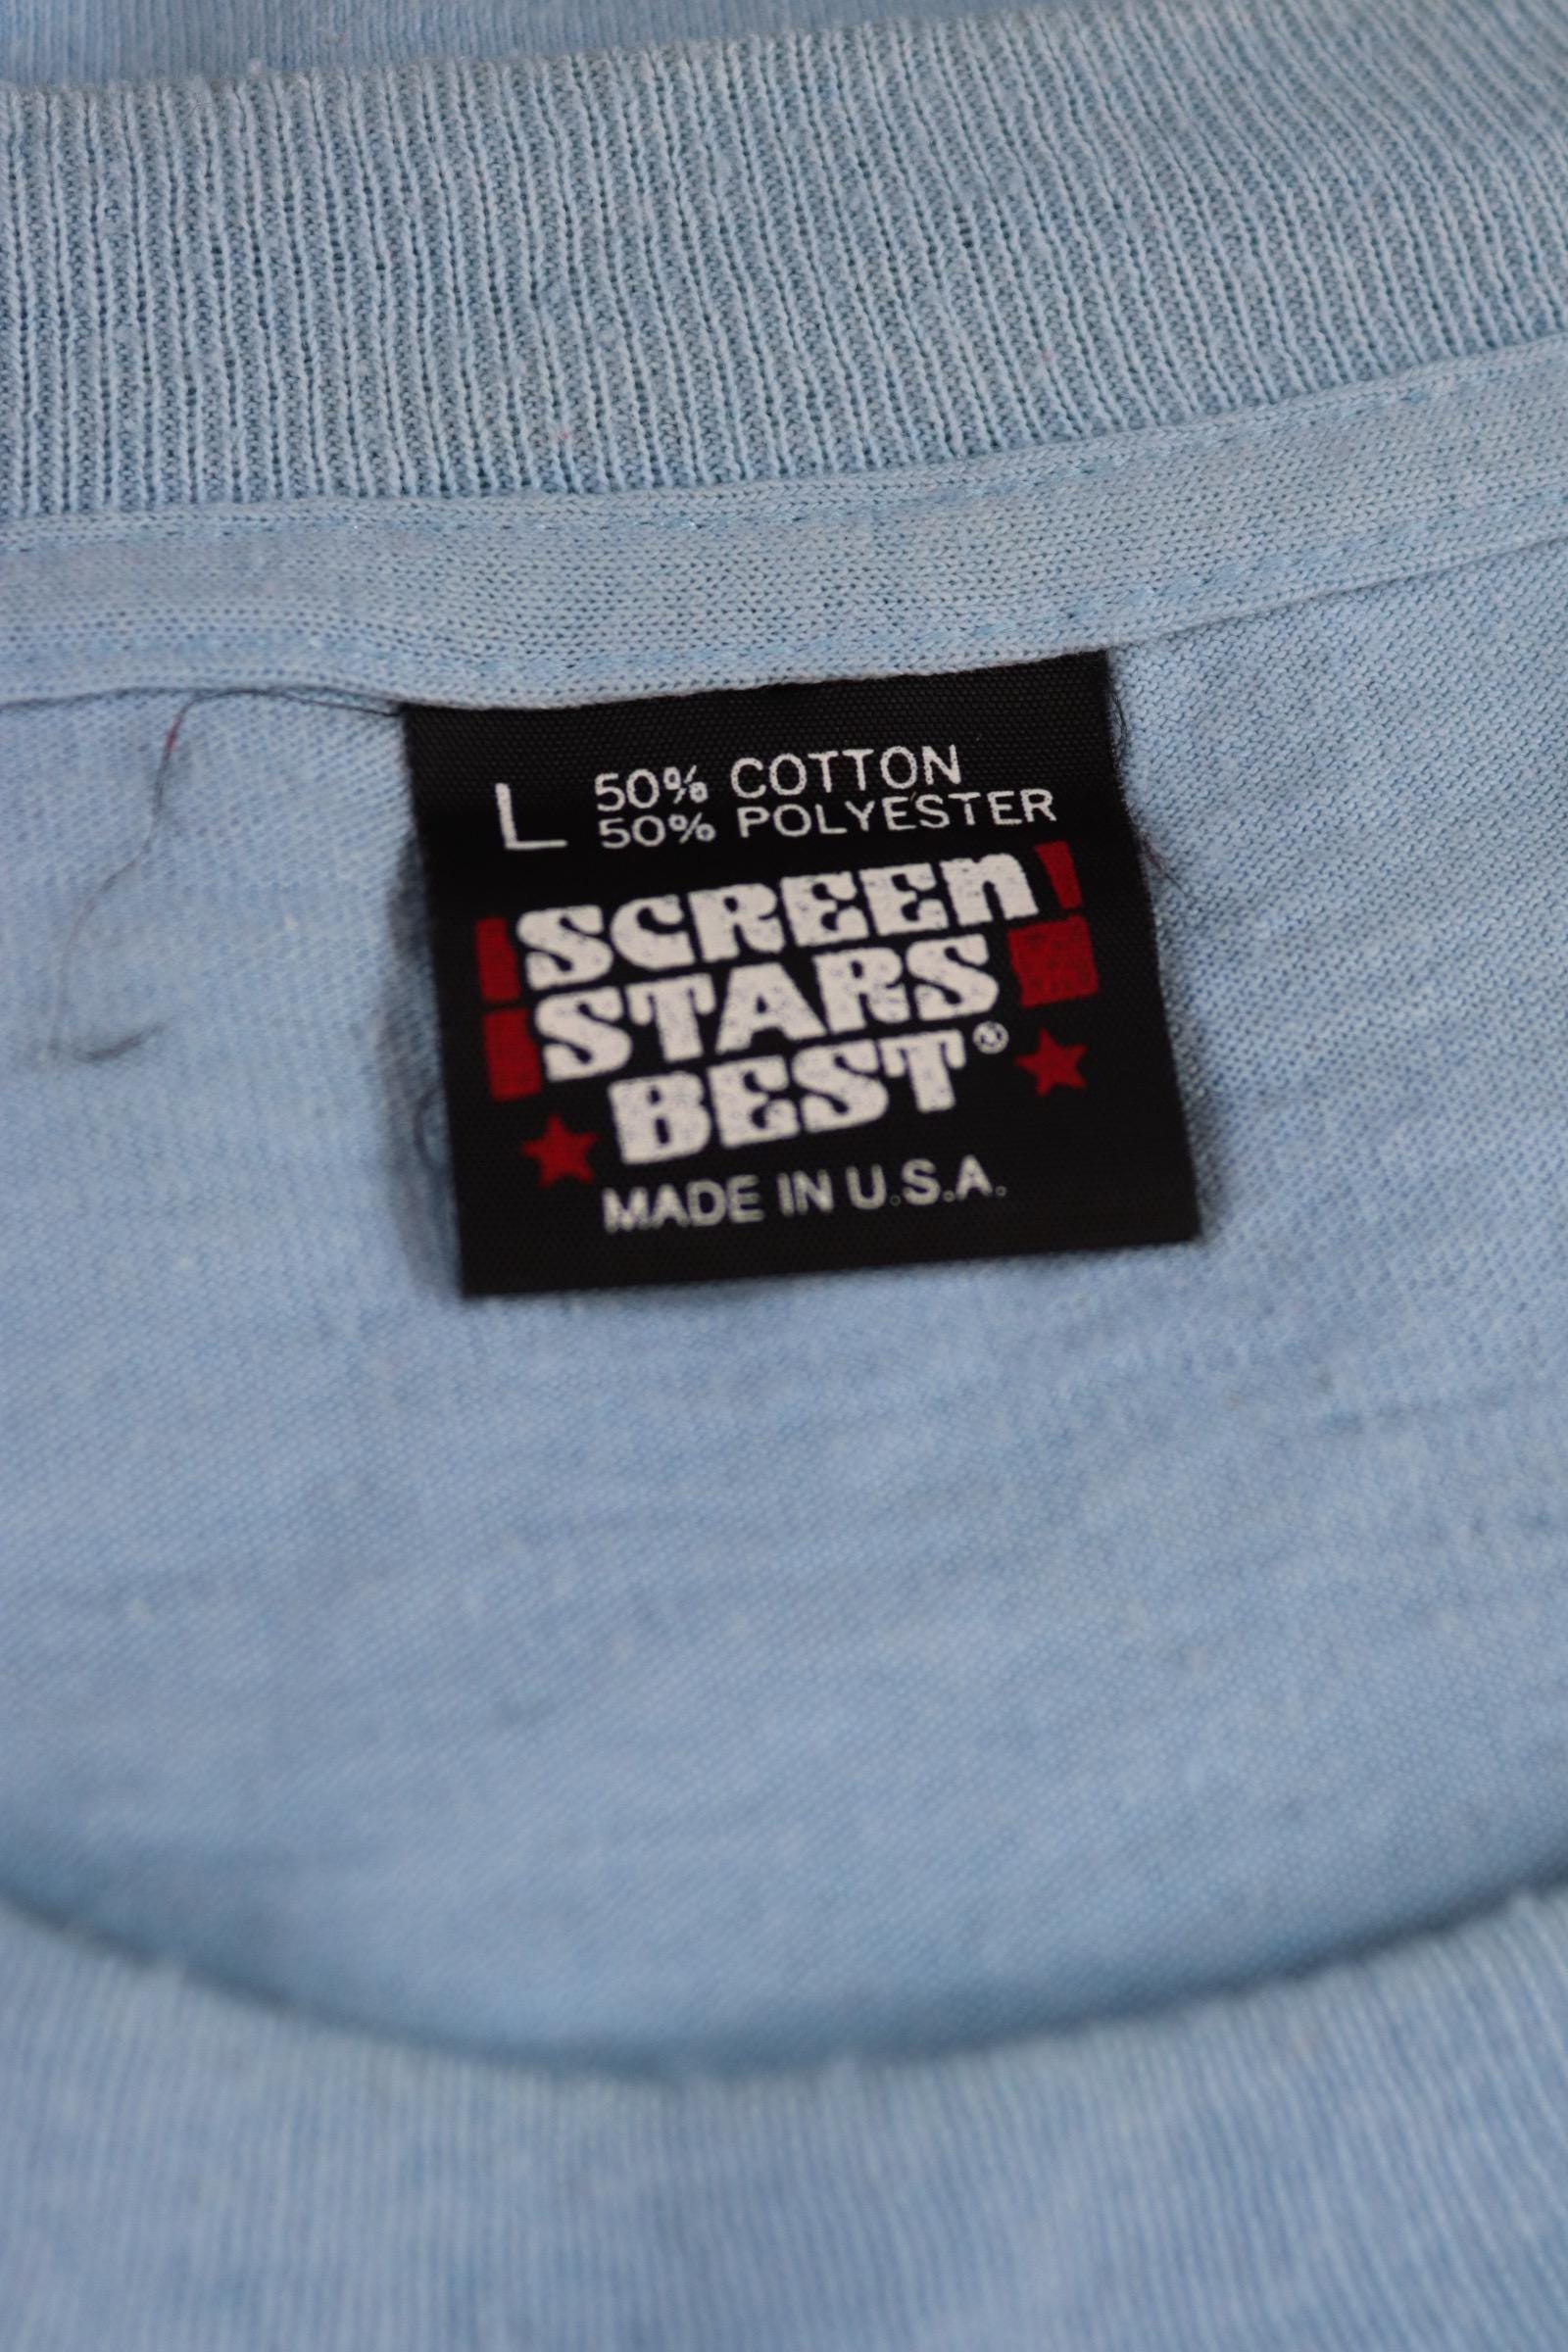 L 50% COTTON
50% POLYESTER
SCREEn
STARS
BEST®
MADE IN U.S.A.